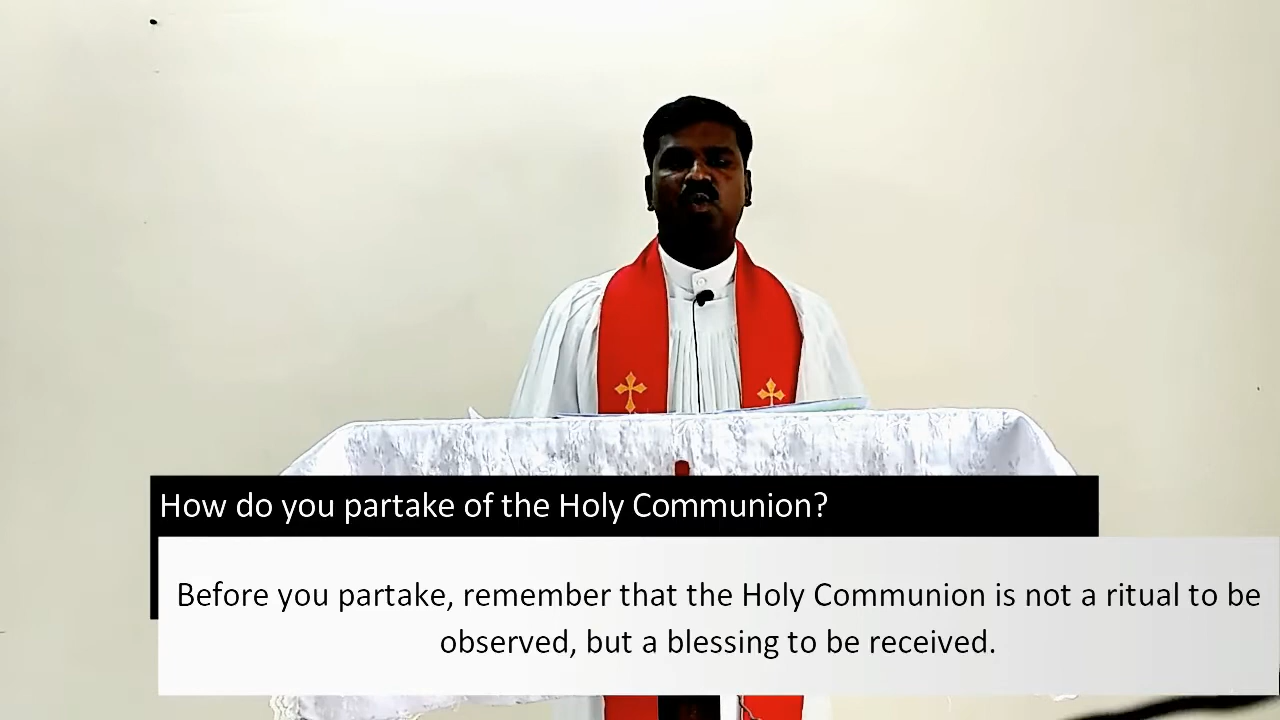 How do you partake of the Holy Communion?
Before you partake, remember that the Holy Communion is not a ritual to be
observed, but a blessing to be received.